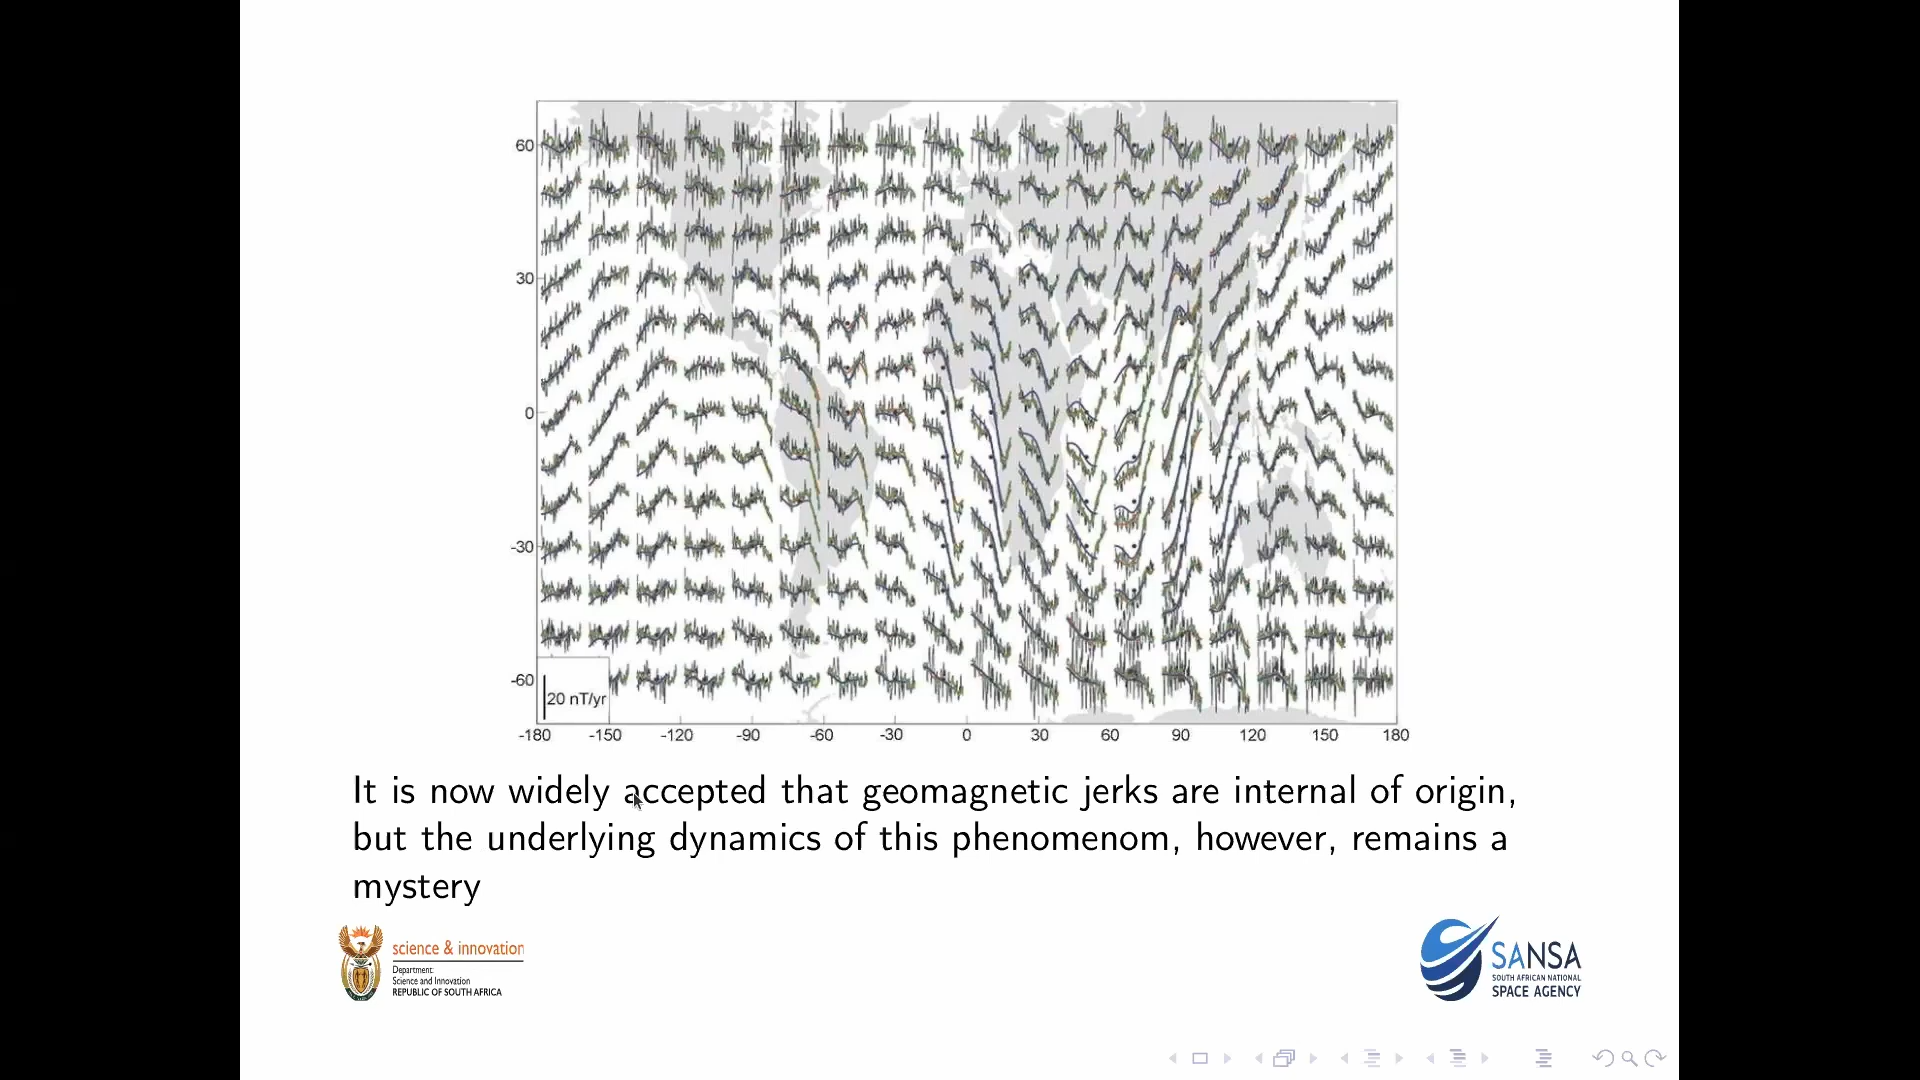 60
30
0
-30
-60
20 nT/yr
-180 -150 -120 -90 -60 -30 0 30 60 90 120 150 180
It is now widely accepted that geomagnetic jerks are internal of origin,
but the underlying dynamics of this phenomenom, however, remains a
mystery
science & innovation
Department:
Science and Innovation
REPUBLIC OF SOUTH AFRICA
SANSA
SOUTH AFRICAN NATIONAL
SPACE AGENCY